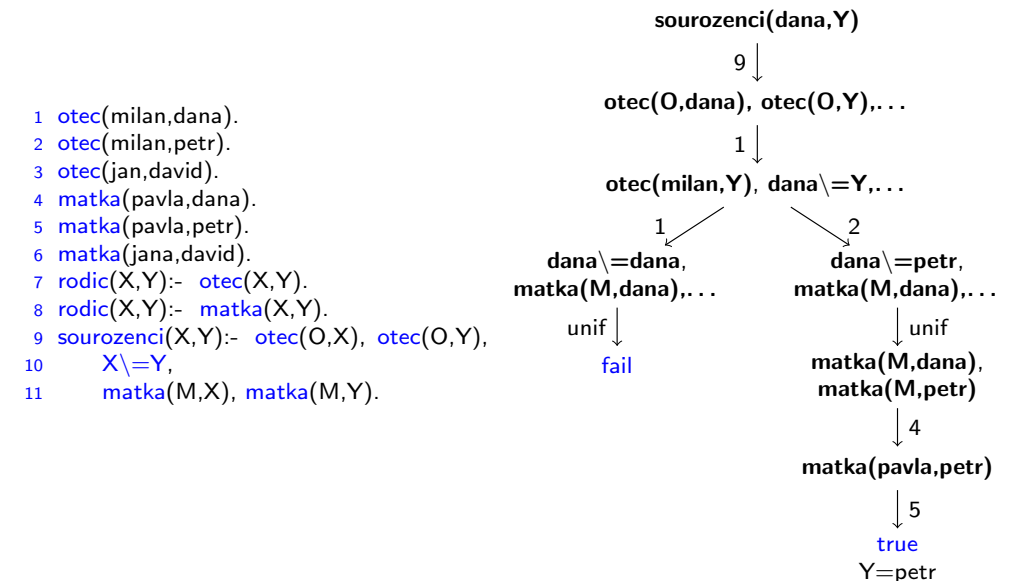 1 otec(milan,dana).
2 otec(milan,petr).
3 otec(jan,david).
4 matka(pavla,dana).
5 matka(pavla,petr).
6 matka(jana,david).
7 rodic(X,Y):- otec(X,Y).
8 rodic(X,Y):- matka(X,Y).
9 sourozenci(X,Y):- otec(O,X), otec(O,Y),
10 X\=Y,
11 matka(M,X), matka(M,Y).
sourozenci(dana,Y)
9
otec(O,dana), otec(O,Y),...
1
otec(milan,Y), dana\=Y,...
1
2
dana\=dana,
matka(M,dana),...
unif
fail
dana\=petr,
matka(M,dana),...
unif
matka(M,dana),
matka(M,petr)
4
matka(pavla,petr)
5
true
Y=petr